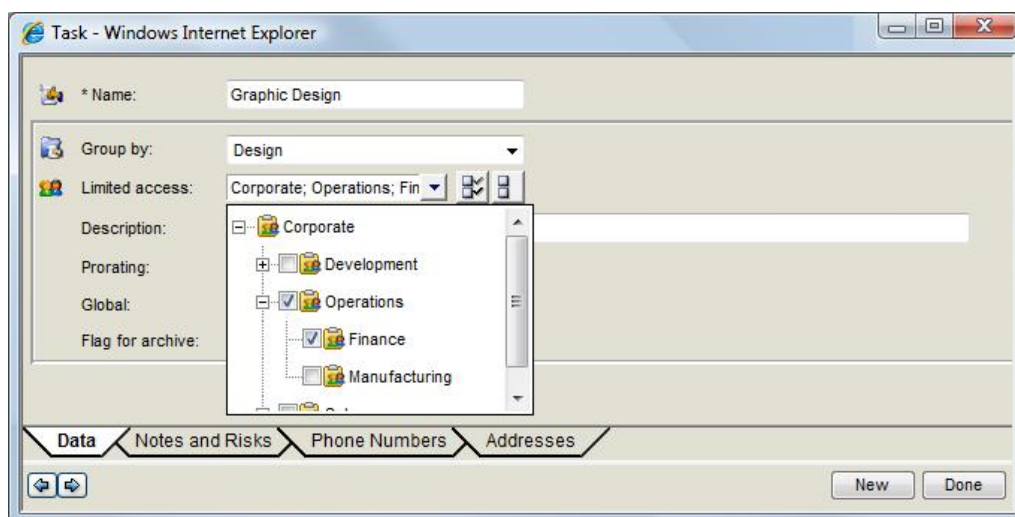 Task - Windows Internet Explorer
* Name: Graphic Design
Group by: Design
Limited access: Corporate; Operations; Fin
Description:
Corporate
Development
Prorating:
Global:
Operations
Flag for archive:
Finance
Manufacturing
Data Notes and Risks Phone Numbers Addresses
New Done